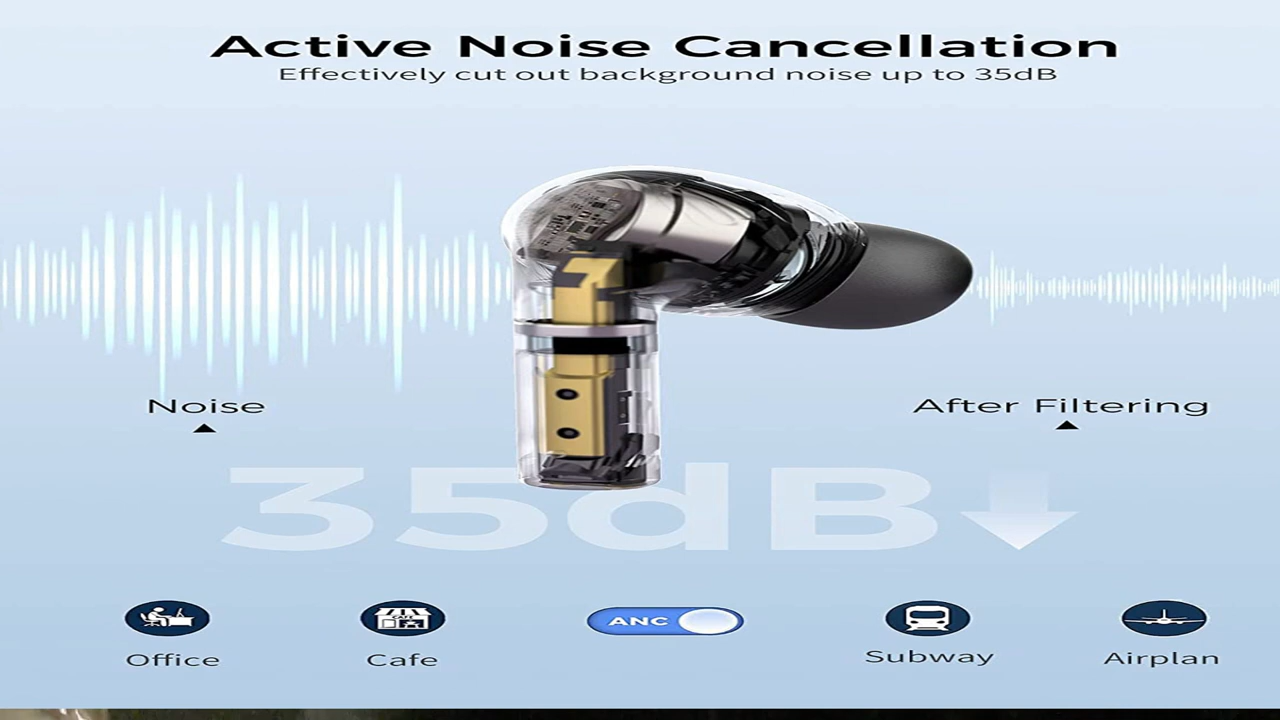 Active Noise Cancellation
Effectively cut out background noise up to 35dB
Noise
After Filtering
35dB
CAFE
ANC
Office
Cafe
Subway
Airplan